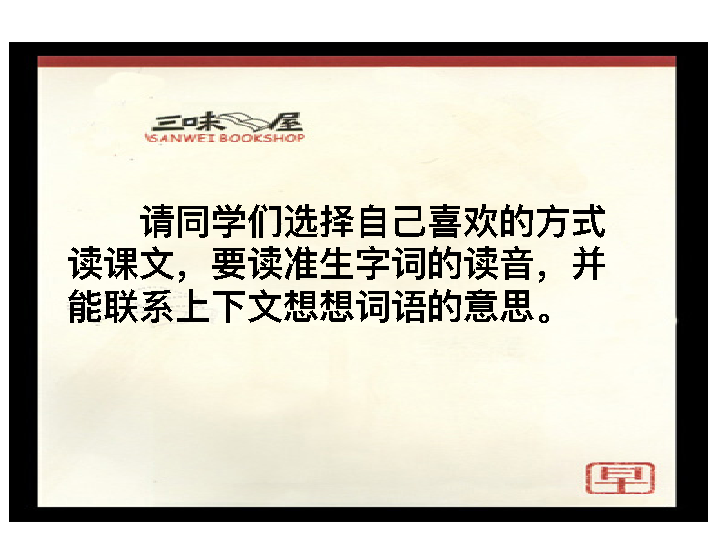 三味屋
SANWEI BOOKSHOP
请同学们选择自己喜欢的方式
读课文，要读准生字词的读音，并
能联系上下文想想词语的意思。
早